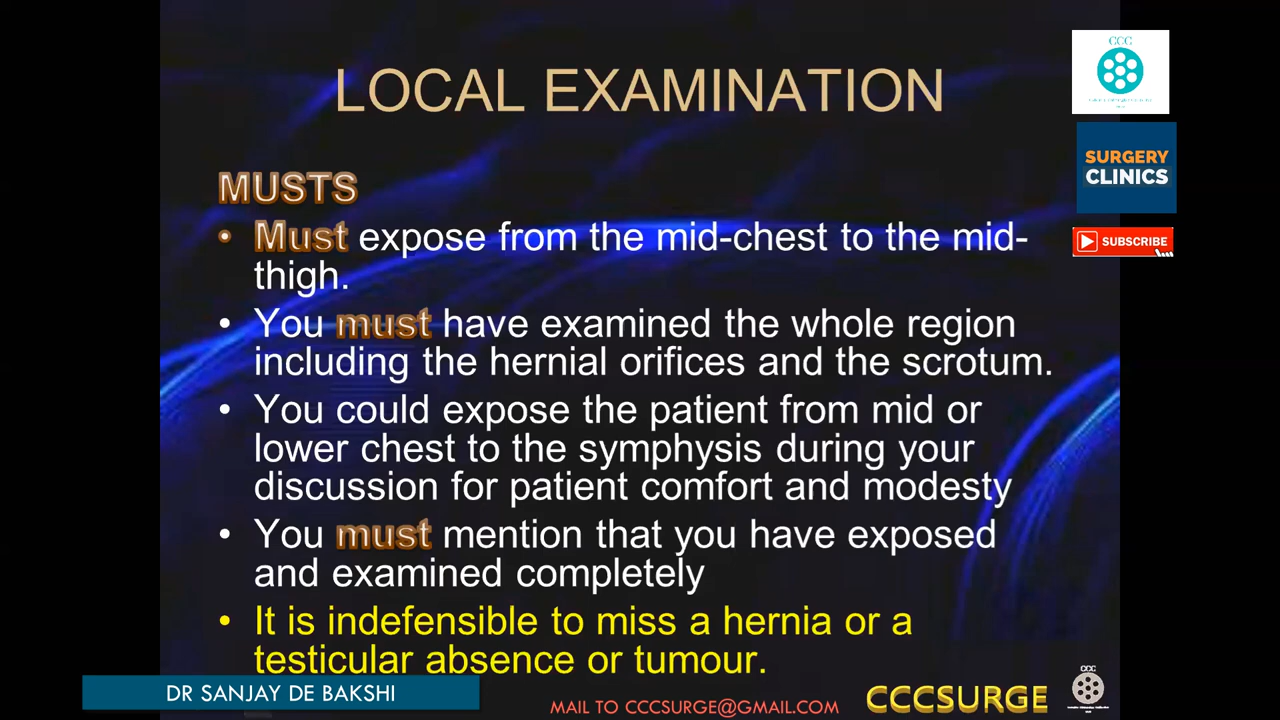 LOCAL EXAMINATION
CCC
SURGERY
CLINICS
SUBSCRIBE
MUSTS
• Must expose from the mid-chest to the mid-
thigh.
• You must have examined the whole region
including the hernial orifices and the scrotum.
• You could expose the patient from mid or
lower chest to the symphysis during your
discussion for patient comfort and modesty
• You must mention that you have exposed
and examined completely
• It is indefensible to miss a hernia or a
testicular absence or tumour.
DR SANJAY DE BAKSHI
MAIL TO CCCSURGE@GMAIL.COM
CCCSURGE
CCC